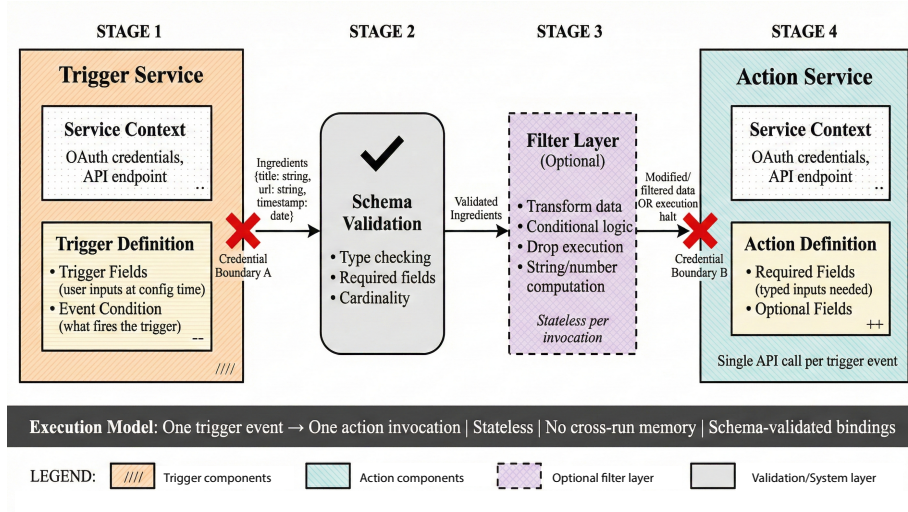 STAGE 1
STAGE 2
STAGE 3
STAGE 4
Trigger Service
Service Context
OAuth credentials,
API endpoint
..
Trigger Definition
• Trigger Fields
(user inputs at config time)
• Event Condition
(what fires the trigger)
--
////
Ingredients
{title: string,
url: string,
timestamp:
date}
Credential
Boundary A
Schema
Validation
• Type checking
• Required fields
• Cardinality
Validated
Ingredients
Filter Layer
(Optional)
• Transform data
• Conditional logic
• Drop execution
• String/number
computation
Stateless per
invocation
Modified/
filtered data
OR execution
halt
Credential
Boundary B
Action Service
Service Context
OAuth credentials,
API endpoint
..
Action Definition
• Required Fields
(typed inputs needed)
• Optional Fields
++
Single API call per trigger event
Execution Model: One trigger event → One action invocation | Stateless | No cross-run memory | Schema-validated bindings
LEGEND:
////
Trigger components
Action components
Optional filter layer
Validation/System layer